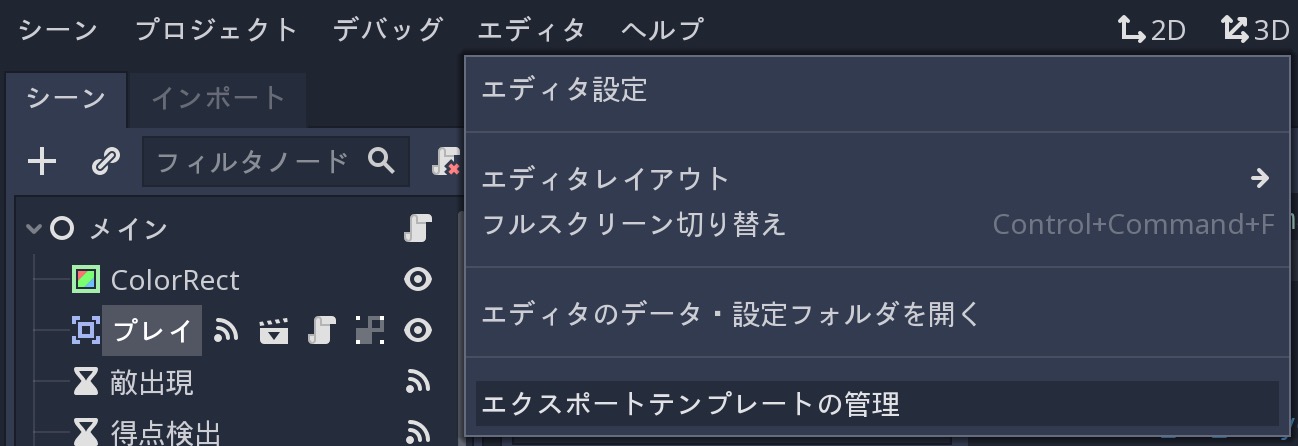 シーン プロジェクト デバッグ エディタ ヘルプ 2D 3D
シーン インポート
フィルタノード
メイン
ColorRect
プレイ
敵出現
得点検出
エディタ設定
エディタレイアウト
フルスクリーン切り替え Control+Command+F
エディタのデータ・設定フォルダを開く
エクスポートテンプレートの管理